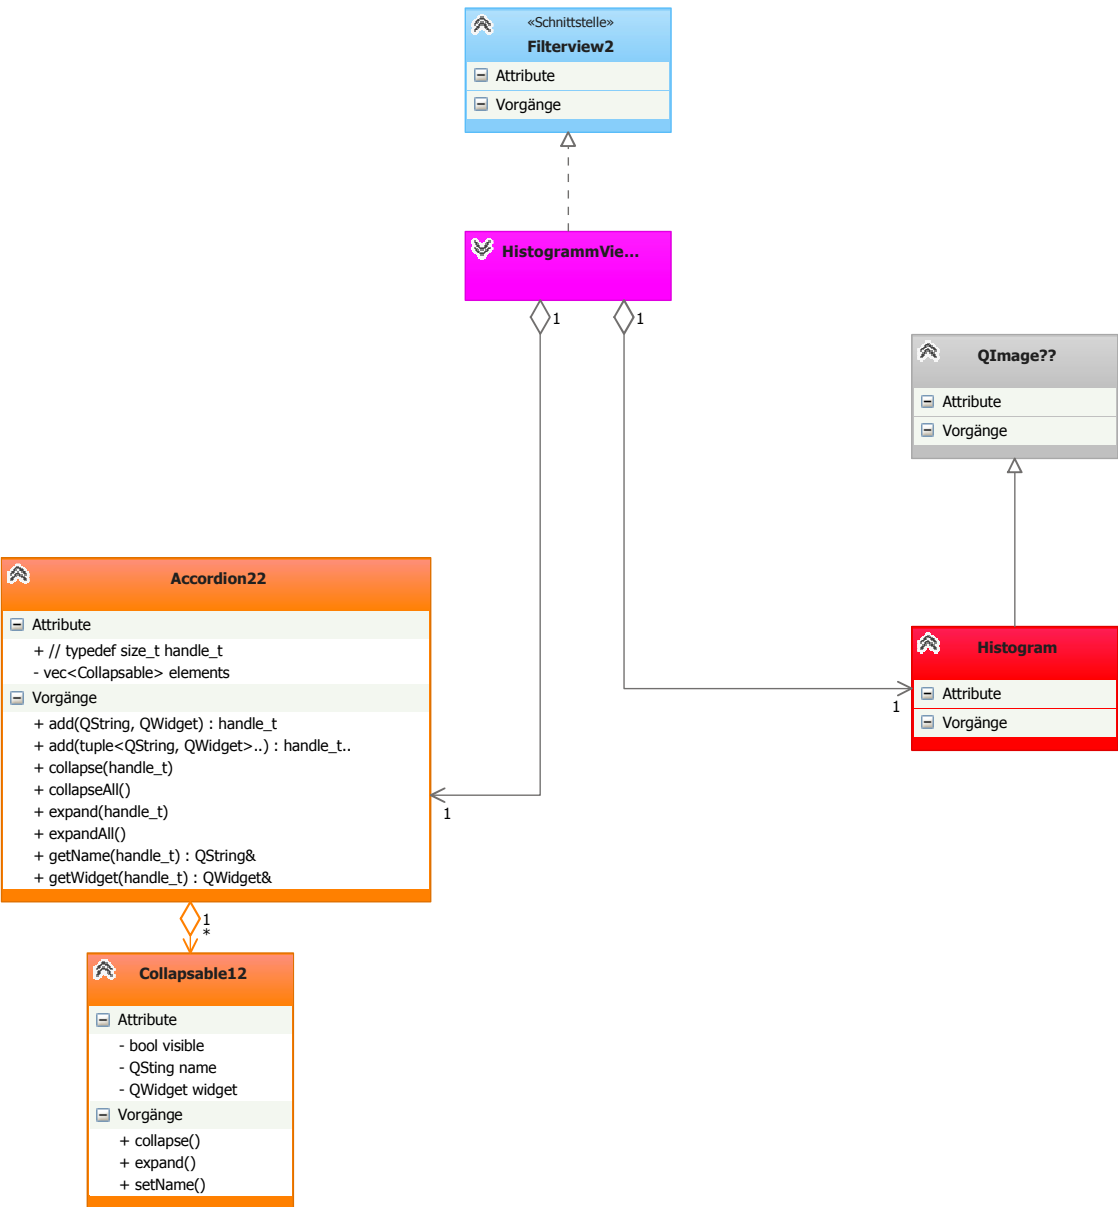 «Schnittstelle»
Filterview2
Attribute
Vorgänge
HistogrammVie...
1
1
QImage??
Attribute
Vorgänge
Accordion22
Attribute
+ // typedef size_t handle_t
- vec<Collapsable> elements
Vorgänge
+ add(QString, QWidget) : handle_t
+ add(tuple<QString, QWidget>..) : handle_t..
+ collapse(handle_t)
+ collapseAll()
+ expand(handle_t)
+ expandAll()
+ getName(handle_t) : QString&
+ getWidget(handle_t) : QWidget&
1
1
Histogram
Attribute
Vorgänge
1
*
Collapsable12
Attribute
- bool visible
- QSting name
- QWidget widget
Vorgänge
+ collapse()
+ expand()
+ setName()